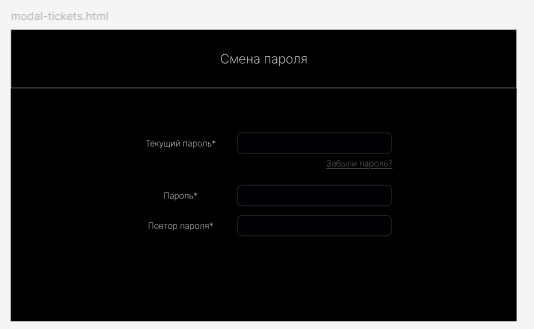 modal-tickets.html
Смена пароля
Текущий пароль*
Забыли пароль?
Пароль*
Повтор пароля*